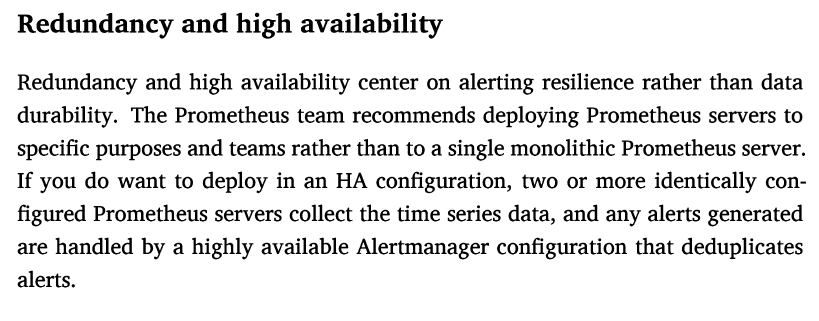 Redundancy and high availability
Redundancy and high availability center on alerting resilience rather than data
durability. The Prometheus team recommends deploying Prometheus servers to
specific purposes and teams rather than to a single monolithic Prometheus server.
If you do want to deploy in an HA configuration, two or more identically con-
figured Prometheus servers collect the time series data, and any alerts generated
are handled by a highly available Alertmanager configuration that deduplicates
alerts.